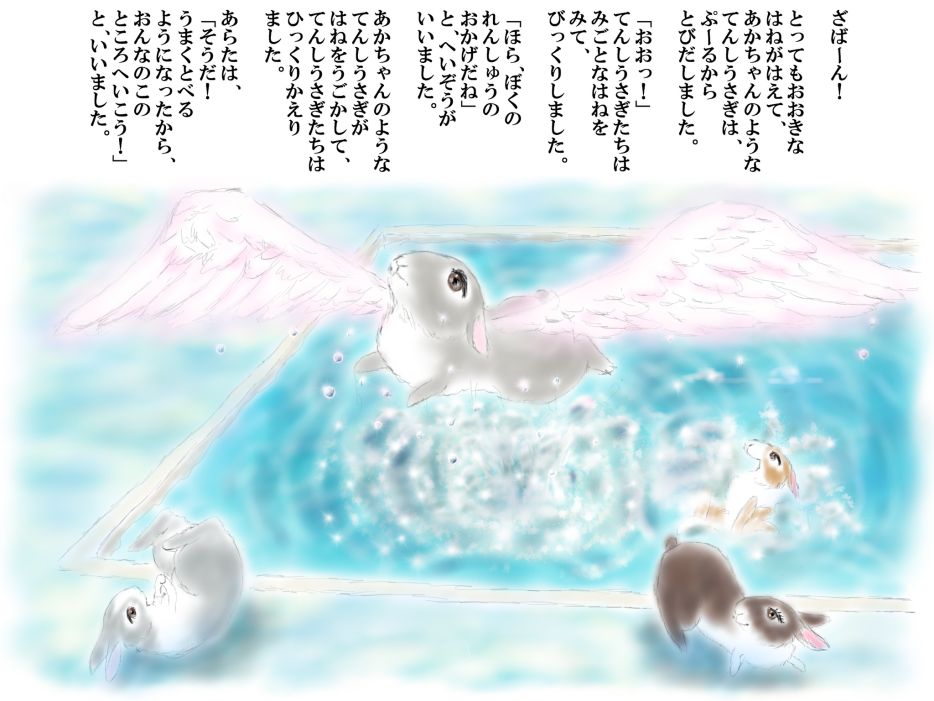 ざばーん！
とってもおおきな
はねがはえて、
あかちゃんのような
てんしうさぎは、
ぷーるから
とびだしました。
「おおっ！」
てんしうさぎたちは
みごとなはねを
みて、
びっくりしました。
「ほら、ぼくの
れんしゅうの
おかげだね」
と、へいぞうが
いいました。
あかちゃんのような
てんしうさぎが
はねをうごかして、
てんしうさぎたちは
ひっくりかえり
ました。
あらたは、
「そうだ！
うまくとべる
ようになったから、
おんなのこの
ところへいこう！」
と、いいました。